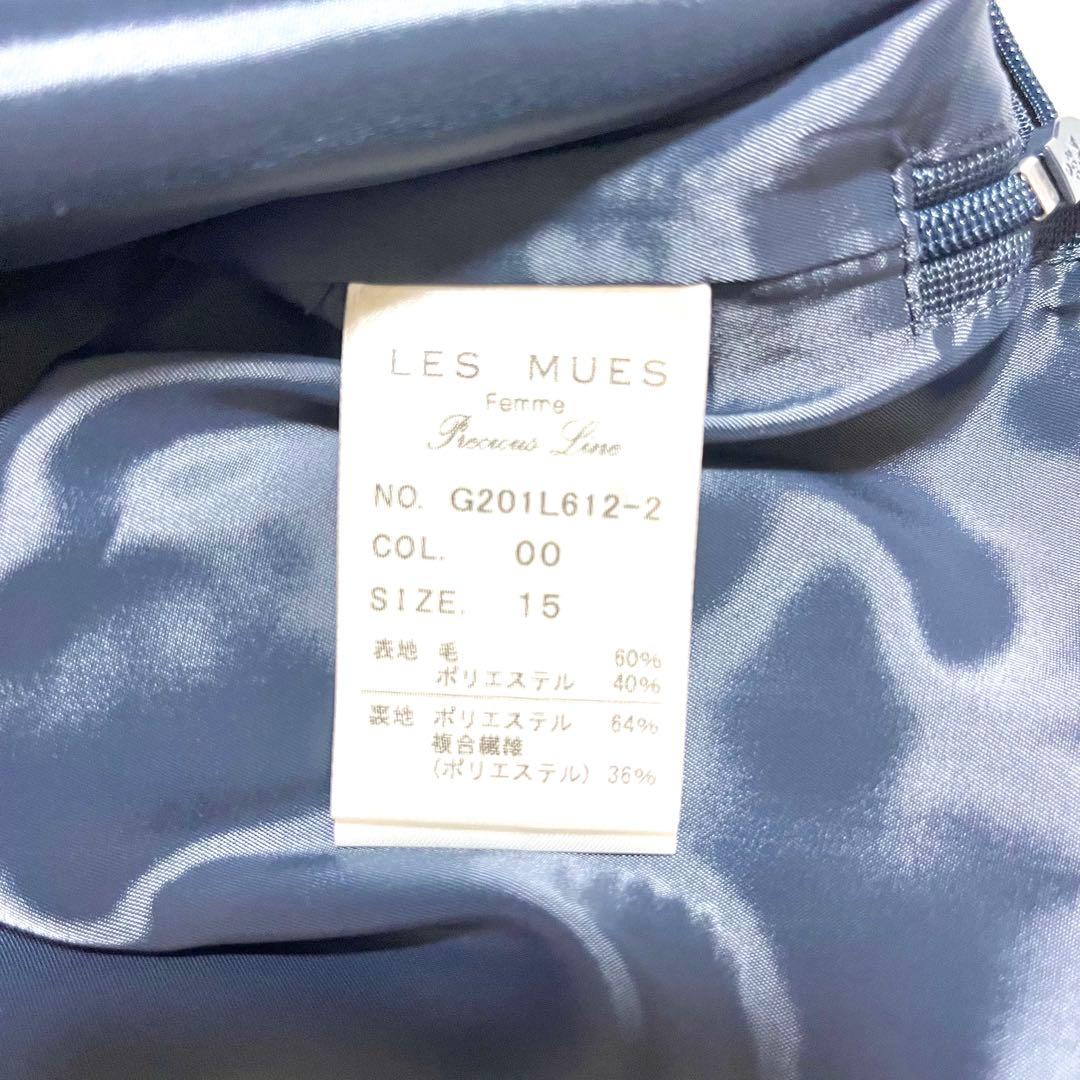 LES MUES
Femme
Precious Line
NO. G201L612-2
COL. 00
SIZE. 15
表地 毛 60%
ポリエステル 40%
裏地 ポリエステル 64%
複合繊維
(ポリエステル) 36%